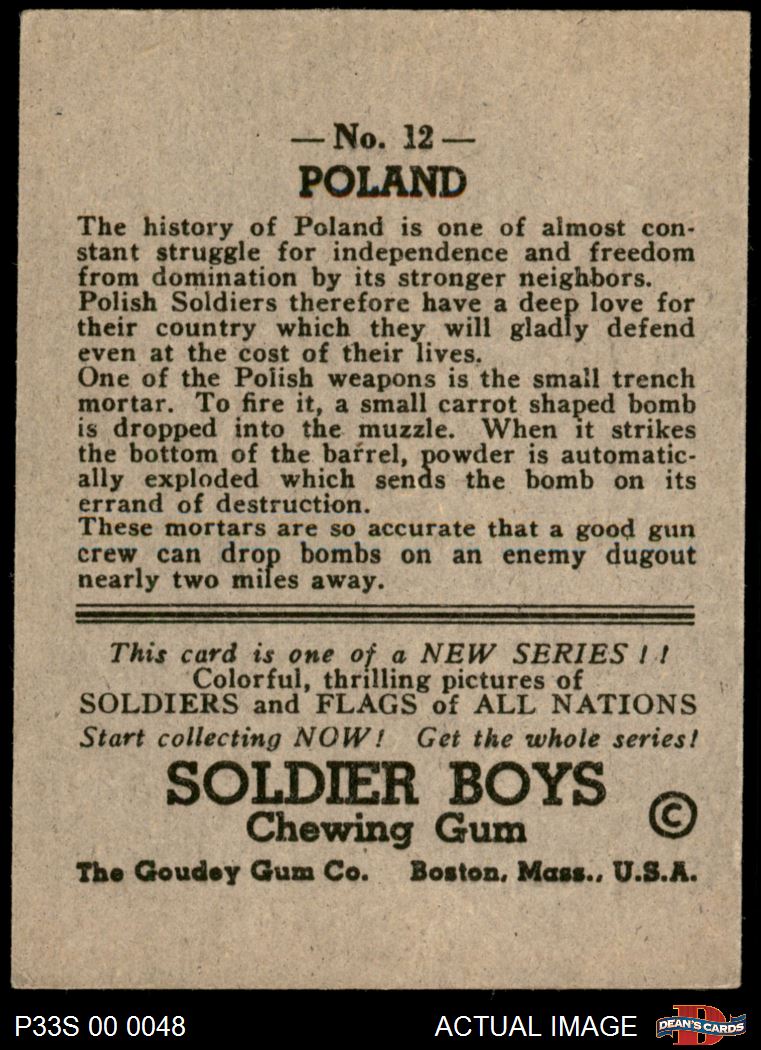 — No. 12 —
POLAND
The history of Poland is one of almost con-
stant struggle for independence and freedom
from domination by its stronger neighbors.
Polish Soldiers therefore have a deep love for
their country which they will gladly defend
even at the cost of their lives.
One of the Polish weapons is the small trench
mortar. To fire it, a small carrot shaped bomb
is dropped into the muzzle. When it strikes
the bottom of the barrel, powder is automatic-
ally exploded which sends the bomb on its
errand of destruction.
These mortars are so accurate that a good gun
crew can drop bombs on an enemy dugout
nearly two miles away.
This card is one of a NEW SERIES ! !
Colorful, thrilling pictures of
SOLDIERS and FLAGS of ALL NATIONS
Start collecting NOW! Get the whole series!
SOLDIER BOYS
Chewing Gum ©
The Goudey Gum Co. Boston, Mass., U.S.A.
P33S 00 0048 ACTUAL IMAGE D DEAN'S CARDS